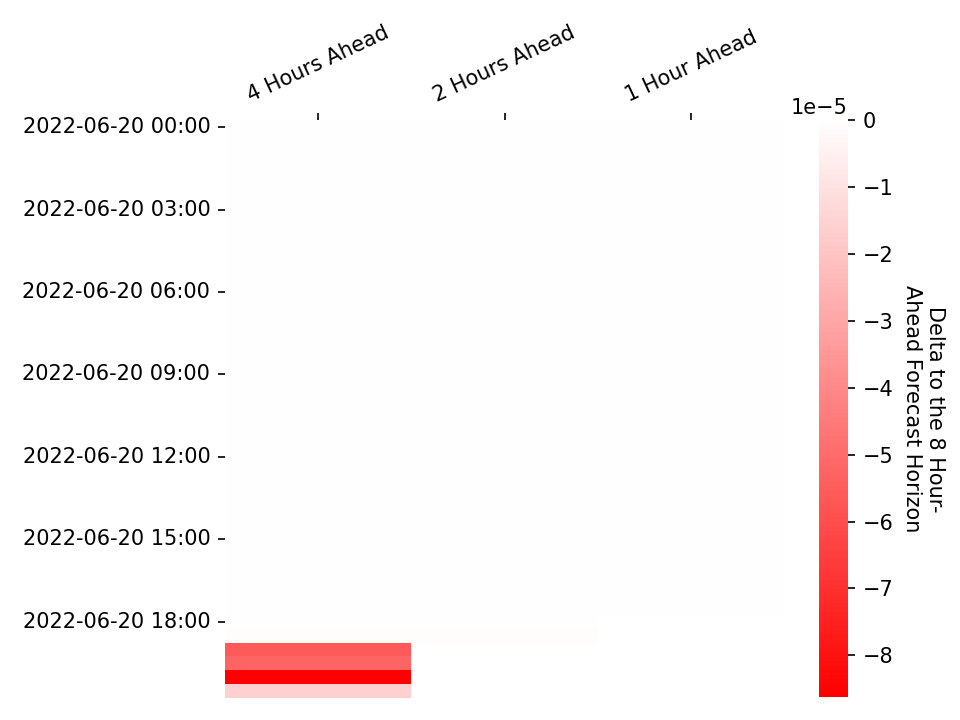 4 Hours Ahead
2 Hours Ahead
1 Hour Ahead
1e−5
2022-06-20 00:00
2022-06-20 03:00
2022-06-20 06:00
2022-06-20 09:00
2022-06-20 12:00
2022-06-20 15:00
2022-06-20 18:00
0
−1
−2
−3
−4
−5
−6
−7
−8
Delta to the 8 Hour-
Ahead Forecast Horizon